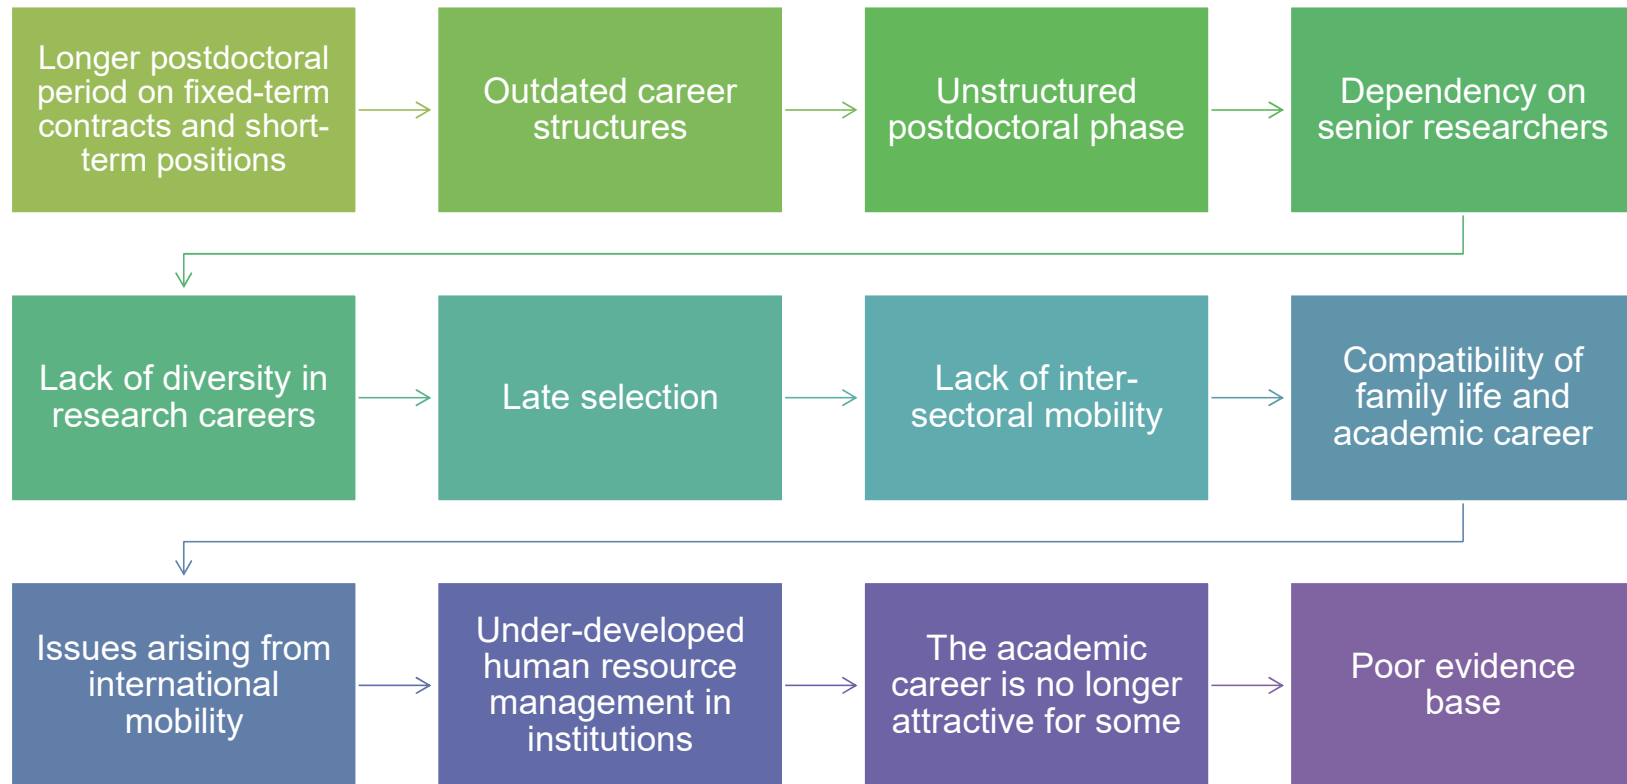 Longer postdoctoral
period on fixed-term
contracts and short-
term positions
Outdated career
structures
Unstructured
postdoctoral phase
Dependency on
senior researchers
Lack of diversity in
research careers
Late selection
Lack of inter-
sectoral mobility
Compatibility of
family life and
academic career
Issues arising from
international
mobility
Under-developed
human resource
management in
institutions
The academic
career is no longer
attractive for some
Poor evidence
base